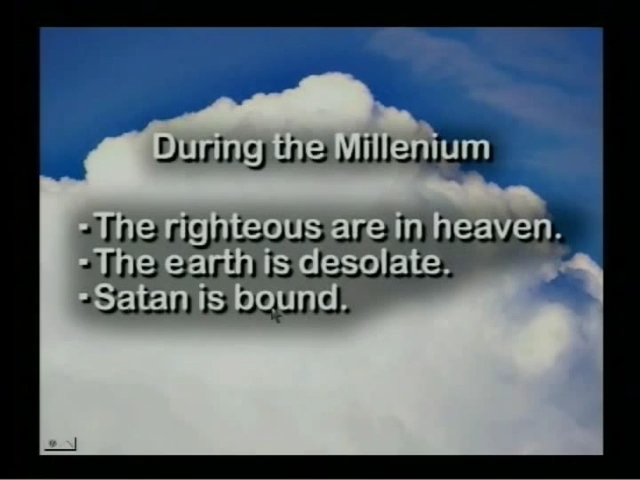 During the Millenium
-The righteous are in heaven.
-The earth is desolate.
-Satan is bound.